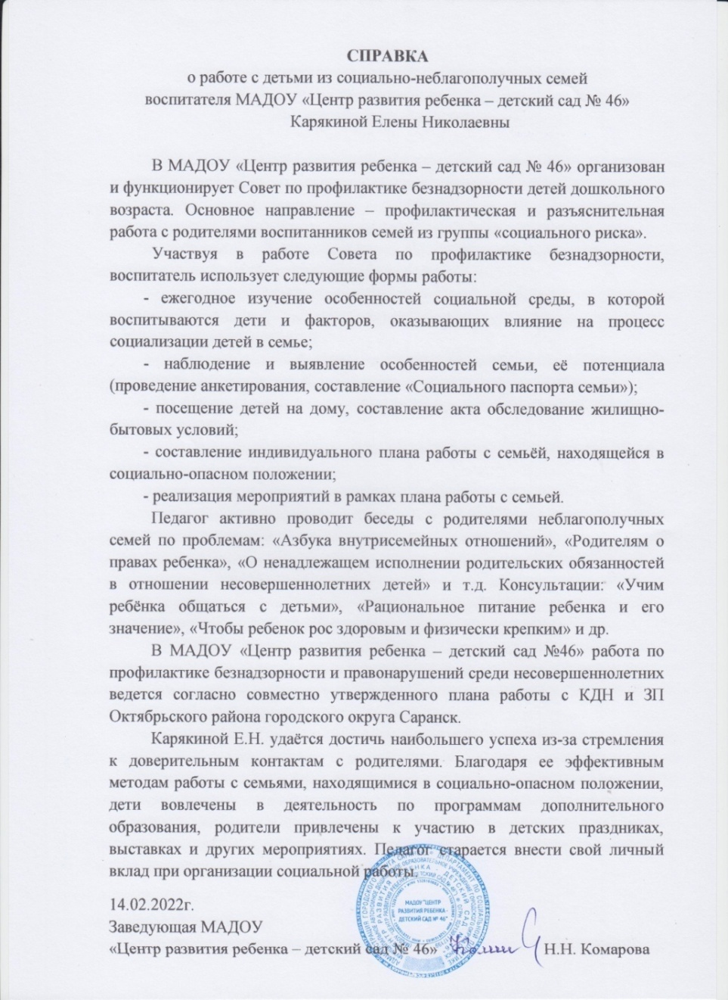 СПРАВКА
о работе с детьми из социально-неблагополучных семей
воспитателя МАДОУ «Центр развития ребенка – детский сад № 46»
Карякиной Елены Николаевны
В МАДОУ «Центр развития ребенка – детский сад № 46» организован
и функционирует Совет по профилактике безнадзорности детей дошкольного
возраста. Основное направление – профилактическая и разъяснительная
работа с родителями воспитанников семей из группы «социального риска».
Участвуя в работе Совета по профилактике безнадзорности,
воспитатель использует следующие формы работы:
- ежегодное изучение особенностей социальной среды, в которой
воспитываются дети и факторов, оказывающих влияние на процесс
социализации детей в семье;
- наблюдение и выявление особенностей семьи, её потенциала
(проведение анкетирования, составление «Социального паспорта семьи»);
- посещение детей на дому, составление акта обследование жилищно-
бытовых условий;
- составление индивидуального плана работы с семьёй, находящейся в
социально-опасном положении;
- реализация мероприятий в рамках плана работы с семьей.
Педагог активно проводит беседы с родителями неблагополучных
семей по проблемам: «Азбука внутрисемейных отношений», «Родителям о
правах ребенка», «О ненадлежащем исполнении родительских обязанностей
в отношении несовершеннолетних детей» и т.д. Консультации: «Учим
ребёнка общаться с детьми», «Рациональное питание ребенка и его
значение», «Чтобы ребенок рос здоровым и физически крепким» и др.
В МАДОУ «Центр развития ребенка – детский сад №46» работа по
профилактике безнадзорности и правонарушений среди несовершеннолетних
ведется согласно совместно утвержденного плана работы с КДН и ЗП
Октябрьского района городского округа Саранск.
Карякиной Е.Н. удаётся достичь наибольшего успеха из-за стремления
к доверительным контактам с родителями. Благодаря ее эффективным
методам работы с семьями, находящимися в социально-опасном положении,
дети вовлечены в деятельность по программам дополнительного
образования, родители привлечены к участию в детских праздниках,
выставках и других мероприятиях. Педагог старается внести свой личный
вклад при организации социальной работы.
14.02.2022г.
Заведующая МАДОУ
«Центр развития ребенка – детский сад № 46» Н.Н. Комарова
МАДОУ "ЦЕНТР
РАЗВИТИЯ РЕБЕНКА -
ДЕТСКИЙ САД № 46"